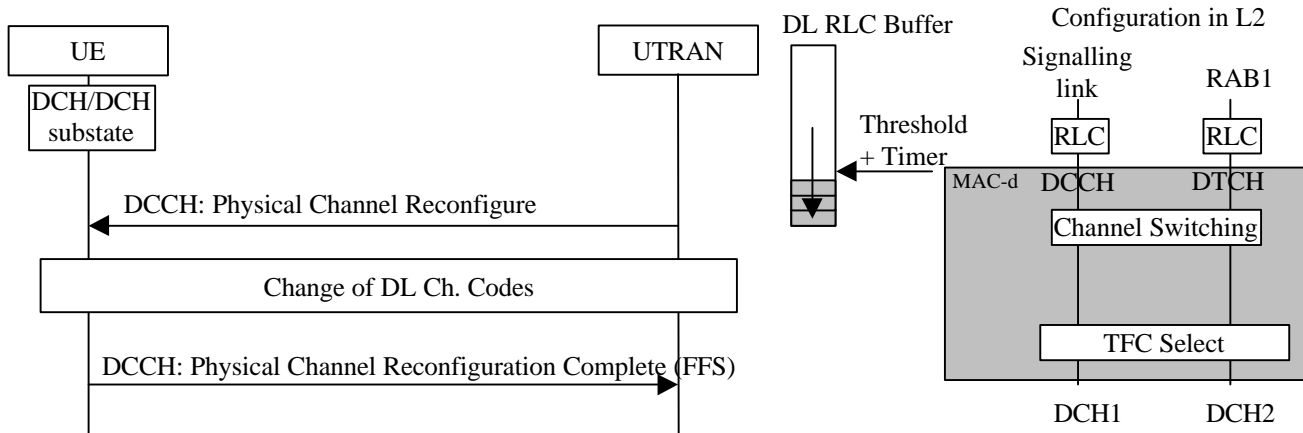 UE
UTRAN
DCH/DCH
substate
DCCH: Physical Channel Reconfigure
Change of DL Ch. Codes
DCCH: Physical Channel Reconfiguration Complete (FFS)
DL RLC Buffer
Threshold
+ Timer
Configuration in L2
Signalling
link
RAB1
RLC
RLC
MAC-d
DCCH
DTCH
Channel Switching
TFC Select
DCH1
DCH2